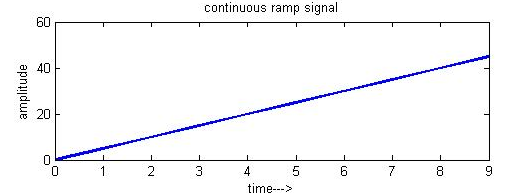 continuous ramp signal
60
40
20
0
amplitude
0 1 2 3 4 5 6 7 8 9
time--->